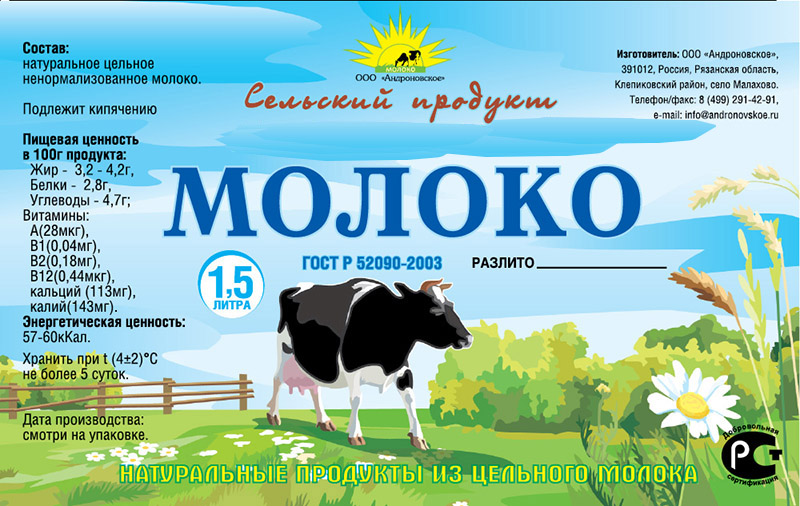 Состав:
натуральное цельное
ненормализованное молоко.
Подлежит кипячению
Пищевая ценность
в 100г продукта:
Жир - 3,2 - 4,2г,
Белки - 2,8г,
Углеводы - 4,7г;
Витамины:
А(28мкг),
В1(0,04мг),
В2(0,18мг),
В12(0,44мкг),
кальций (113мг),
калий(143мг).
Энергетическая ценность:
57-60кКал.
Хранить при t (4±2)°С
не более 5 суток.
Дата производства:
смотри на упаковке.
МОЛОКО
ООО «Андроновское»
Сельский продукт
Изготовитель: ООО «Андроновское»,
391012, Россия, Рязанская область,
Клепиковский район, село Малахово.
Телефон/факс: 8 (499) 291-42-91,
e-mail: info@andronovskoe.ru
МОЛОКО
ГОСТ Р 52090-2003
РАЗЛИТО
1,5
ЛИТРА
НАТУРАЛЬНЫЕ ПРОДУКТЫ ИЗ ЦЕЛЬНОГО МОЛОКА
Добровольная
РСТ
сертификация